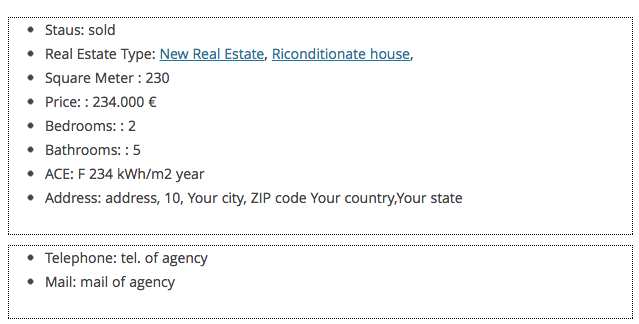 Staus: sold
Real Estate Type: New Real Estate, Riconditionate house,
Square Meter : 230
Price: : 234.000 €
Bedrooms: : 2
Bathrooms: : 5
ACE: F 234 kWh/m2 year
Address: address, 10, Your city, ZIP code Your country,Your state
Telephone: tel. of agency
Mail: mail of agency